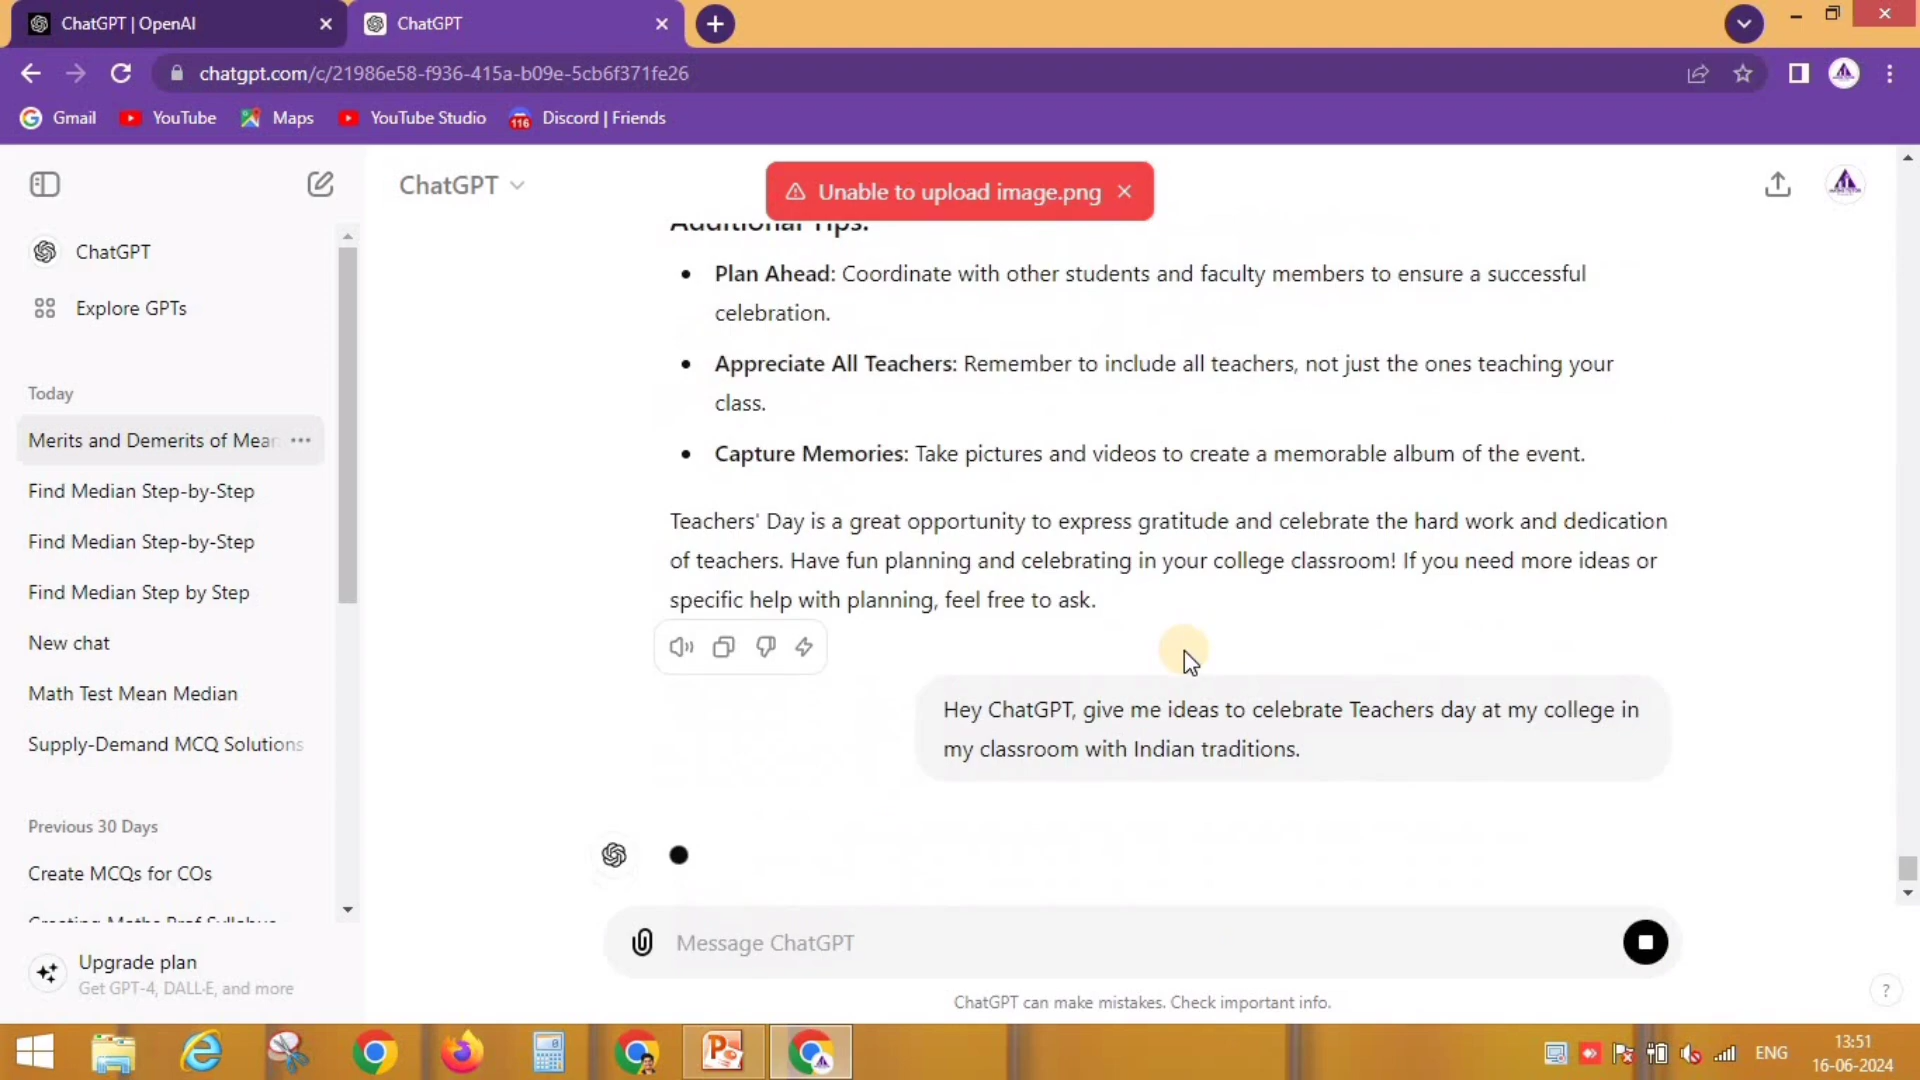 ChatGPT | OpenAI
ChatGPT
chatgpt.com/c/21986e58-f936-415a-b09e-5cb6f371fe26
Gmail
YouTube
Maps
YouTube Studio
116
Discord | Friends
ChatGPT
Unable to upload image.png
ChatGPT
Explore GPTs
Today
Merits and Demerits of Mean
Find Median Step-by-Step
Find Median Step-by-Step
Find Median Step by Step
New chat
Math Test Mean Median
Supply-Demand MCQ Solutions
Previous 30 Days
Create MCQs for COs
Creating Maths Prof Syllabus
Upgrade plan
Get GPT-4, DALL·E, and more
Additional Tips:
• Plan Ahead: Coordinate with other students and faculty members to ensure a successful
celebration.
• Appreciate All Teachers: Remember to include all teachers, not just the ones teaching your
class.
• Capture Memories: Take pictures and videos to create a memorable album of the event.
Teachers' Day is a great opportunity to express gratitude and celebrate the hard work and dedication
of teachers. Have fun planning and celebrating in your college classroom! If you need more ideas or
specific help with planning, feel free to ask.
Hey ChatGPT, give me ideas to celebrate Teachers day at my college in
my classroom with Indian traditions.
Message ChatGPT
ChatGPT can make mistakes. Check important info.
?
ENG
13:51
16-06-2024